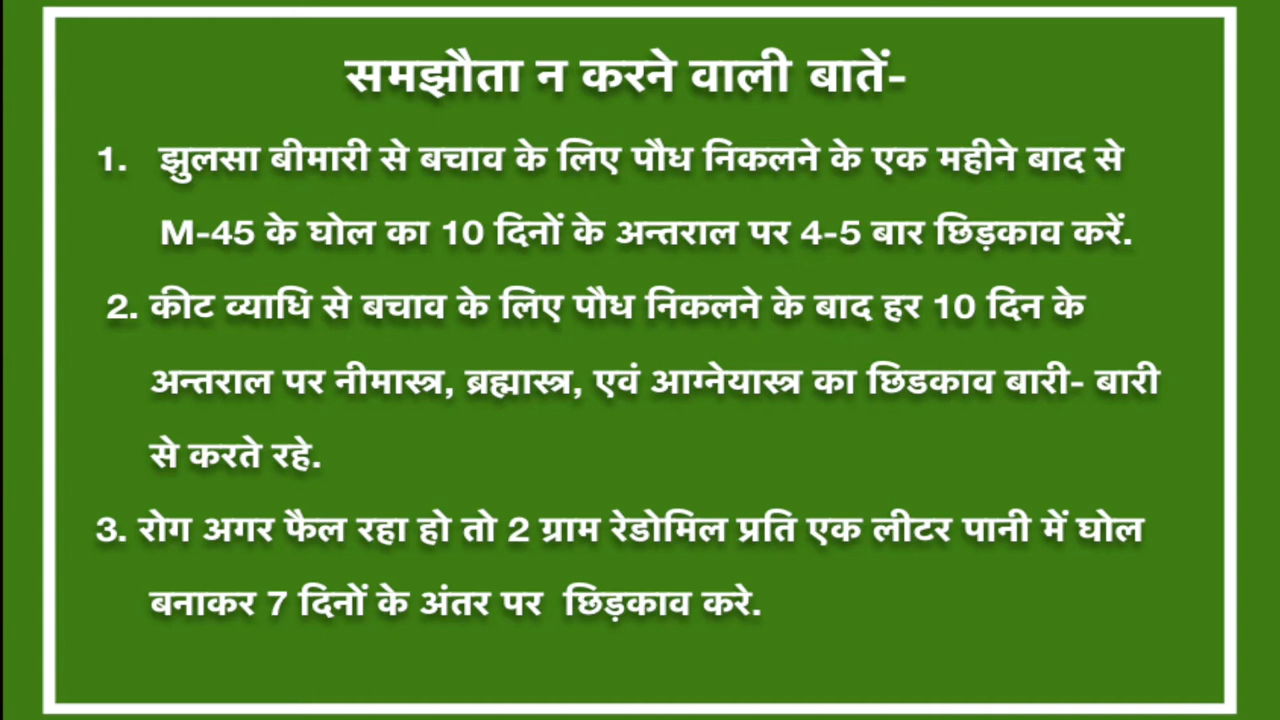 समझौता न करने वाली बातें-
1. झुलसा बीमारी से बचाव के लिए पौध निकलने के एक महीने बाद से
M-45 के घोल का 10 दिनों के अन्तराल पर 4-5 बार छिड़काव करें.
2. कीट व्याधि से बचाव के लिए पौध निकलने के बाद हर 10 दिन के
अन्तराल पर नीमास्त्र, ब्रह्मास्त्र, एवं आग्नेयास्त्र का छिडकाव बारी- बारी
से करते रहे.
3. रोग अगर फैल रहा हो तो 2 ग्राम रेडोमिल प्रति एक लीटर पानी में घोल
बनाकर 7 दिनों के अंतर पर छिड़काव करे.